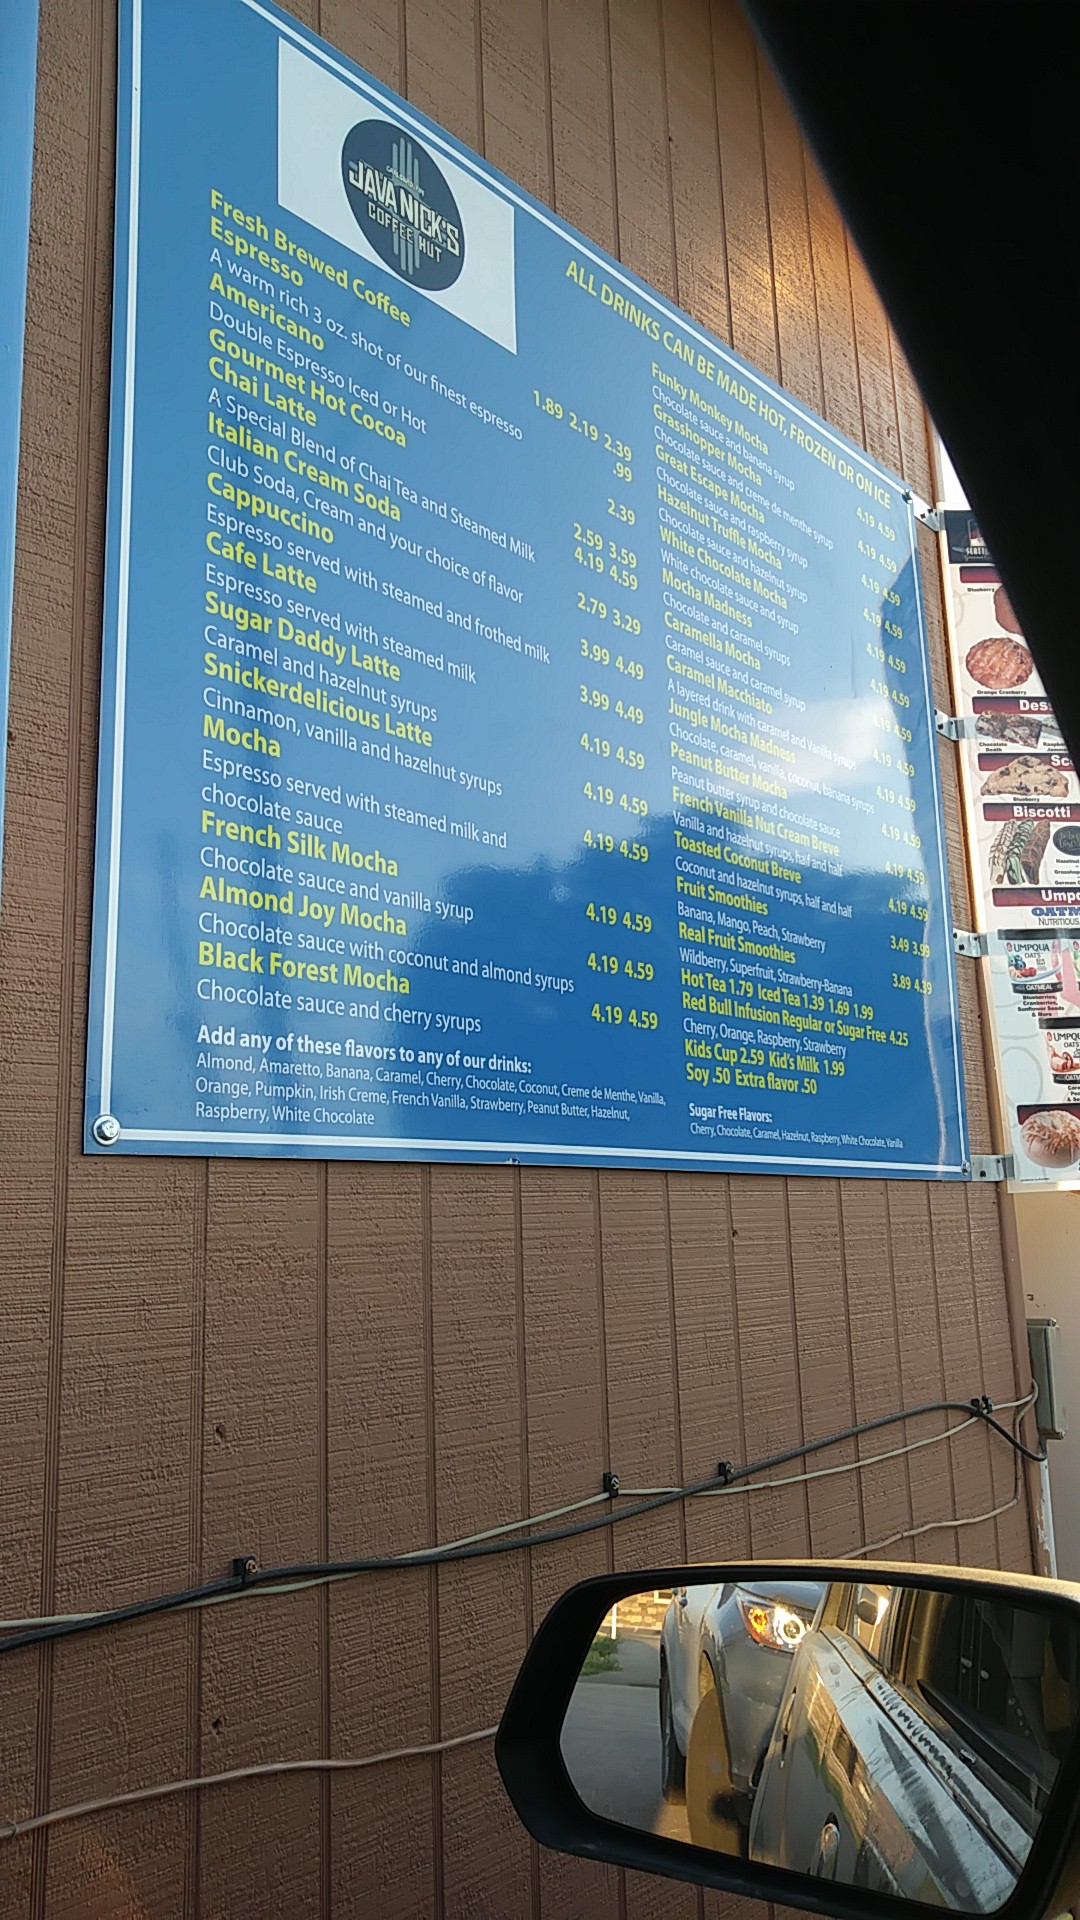 JAVA NICK'S
COFFEE HUT
Fresh Brewed Coffee 1.89 2.19 2.39
Espresso .99
A warm rich 3 oz. shot of our finest espresso
Americano 2.39
Double Espresso Iced or Hot
Gourmet Hot Cocoa 2.59 3.59
Chai Latte 4.19 4.59
A Special Blend of Chai Tea and Steamed Milk
Italian Cream Soda 2.79 3.29
Club Soda, Cream and your choice of flavor
Cappuccino 3.99 4.49
Espresso served with steamed and frothed milk
Cafe Latte 3.99 4.49
Espresso served with steamed milk
Sugar Daddy Latte 4.19 4.59
Caramel and hazelnut syrups
Snickerdelicious Latte 4.19 4.59
Cinnamon, vanilla and hazelnut syrups
Mocha 4.19 4.59
Espresso served with steamed milk and
chocolate sauce
French Silk Mocha 4.19 4.59
Chocolate sauce and vanilla syrup
Almond Joy Mocha 4.19 4.59
Chocolate sauce with coconut and almond syrups
Black Forest Mocha 4.19 4.59
Chocolate sauce and cherry syrups
Add any of these flavors to any of our drinks:
Almond, Amaretto, Banana, Caramel, Cherry, Chocolate, Coconut, Creme de Menthe, Vanilla,
Orange, Pumpkin, Irish Creme, French Vanilla, Strawberry, Peanut Butter, Hazelnut,
Raspberry, White Chocolate
ALL DRINKS CAN BE MADE HOT, FROZEN OR ON ICE
Funky Monkey Mocha 4.19 4.59
Chocolate sauce and banana syrup
Grasshopper Mocha 4.19 4.59
Chocolate sauce and creme de menthe syrup
Great Escape Mocha 4.19 4.59
Chocolate sauce and raspberry syrup
Hazelnut Truffle Mocha 4.19 4.59
Chocolate sauce and hazelnut syrup
White Chocolate Mocha 4.19 4.59
White chocolate sauce and syrup
Mocha Madness 4.19 4.59
Chocolate and caramel syrups
Caramella Mocha 4.19 4.59
Caramel sauce and caramel syrup
Caramel Macchiato 4.19 4.59
A layered drink with caramel and Vanilla syrups
Jungle Mocha Madness 4.19 4.59
Chocolate, caramel, vanilla, coconut, banana syrups
Peanut Butter Mocha 4.19 4.59
Peanut butter syrup and chocolate sauce
French Vanilla Nut Cream Breve 4.19 4.59
Vanilla and hazelnut syrups, half and half
Toasted Coconut Breve 4.19 4.59
Coconut and hazelnut syrups, half and half
Fruit Smoothies 3.49 3.99
Banana, Mango, Peach, Strawberry
Real Fruit Smoothies 3.89 4.39
Wildberry, Superfruit, Strawberry-Banana
Hot Tea 1.79 Iced Tea 1.39 1.69 1.99
Red Bull Infusion Regular or Sugar Free 4.25
Cherry, Orange, Raspberry, Strawberry
Kids Cup 2.59 Kid's Milk 1.99
Soy .50 Extra flavor .50
Sugar Free Flavors:
Cherry, Chocolate, Caramel, Hazelnut, Raspberry, White Chocolate, Vanilla
Blueberry
Orange Cranberry
Chocolate
Death
Blueberry
Biscotti
NUTRITIOUS
UMPQUA
OATS
OATMEAL
Blueberries,
Cranberries,
Sunflower Seeds
& More
UMPQUA
OATS